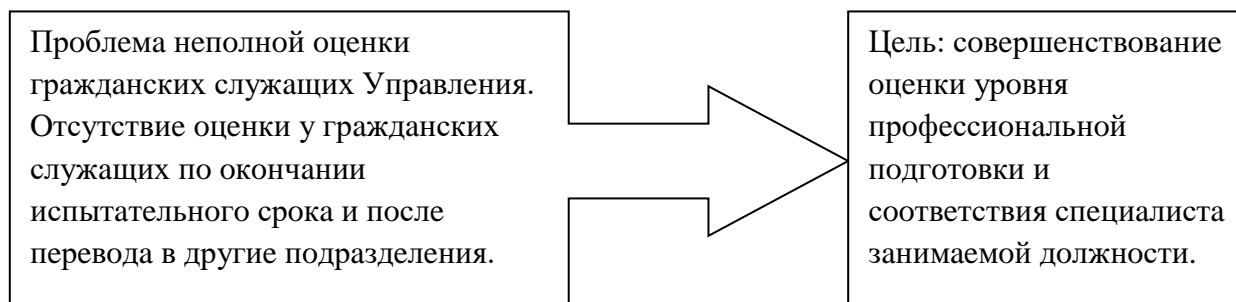 Проблема неполной оценки
гражданских служащих Управления.
Отсутствие оценки у гражданских
служащих по окончании
испытательного срока и после
перевода в другие подразделения.
Цель: совершенствование
оценки уровня
профессиональной
подготовки и
соответствия специалиста
занимаемой должности.